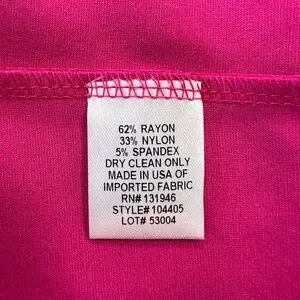 62% RAYON
33% NYLON
5% SPANDEX
DRY CLEAN ONLY
MADE IN USA OF
IMPORTED FABRIC
RN# 131946
STYLE# 104405
LOT# 53004